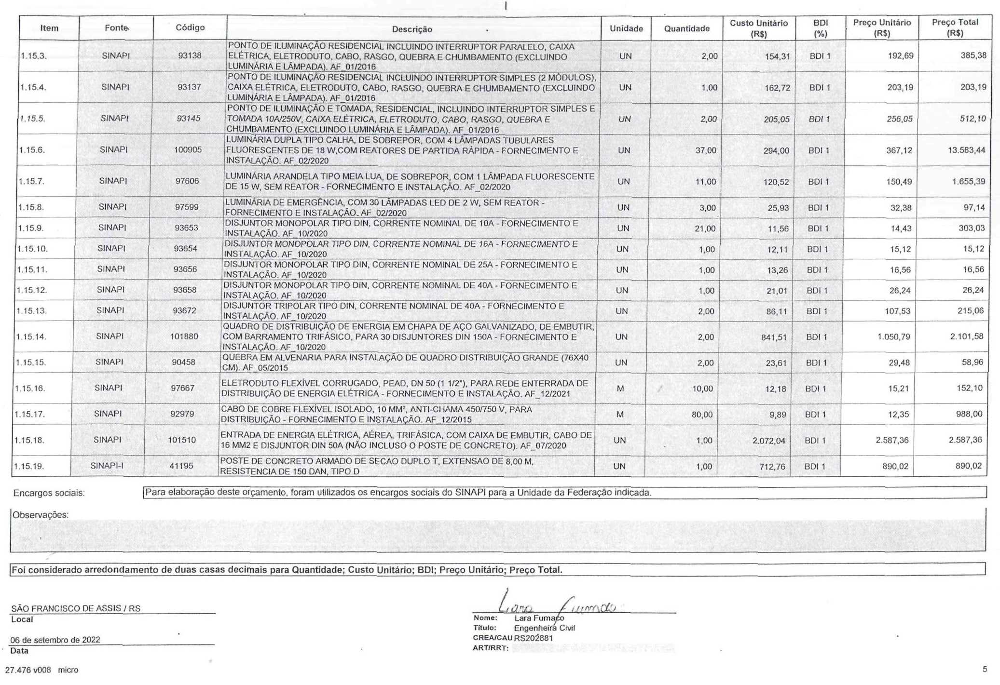 Item Fonte Código Descrição Unidade Quantidade Custo Unitário (R$) BDI (%) Preço Unitário (R$) Preço Total (R$)
1.15.3. SINAPI 93138 PONTO DE ILUMINAÇÃO RESIDENCIAL INCLUINDO INTERRUPTOR PARALELO, CAIXA
ELÉTRICA, ELETRODUTO, CABO, RASGO, QUEBRA E CHUMBAMENTO (EXCLUINDO
LUMINÁRIA E LÂMPADA). AF_01/2016 UN 2,00 154,31 BDI 1 192,69 385,38
1.15.4. SINAPI 93137 PONTO DE ILUMINAÇÃO RESIDENCIAL INCLUINDO INTERRUPTOR SIMPLES (2 MÓDULOS),
CAIXA ELÉTRICA, ELETRODUTO, CABO, RASGO, QUEBRA E CHUMBAMENTO (EXCLUINDO
LUMINÁRIA E LÂMPADA). AF_01/2016 UN 1,00 162,72 BDI 1 203,19 203,19
1.15.5. SINAPI 93145 PONTO DE ILUMINAÇÃO E TOMADA, RESIDENCIAL, INCLUINDO INTERRUPTOR SIMPLES E
TOMADA 10A/250V, CAIXA ELÉTRICA, ELETRODUTO, CABO, RASGO, QUEBRA E
CHUMBAMENTO (EXCLUINDO LUMINÁRIA E LÂMPADA). AF_01/2016 UN 2,00 205,05 BDI 1 256,05 512,10
1.15.6. SINAPI 100905 LUMINÁRIA DUPLA TIPO CALHA, DE SOBREPOR, COM 4 LÂMPADAS TUBULARES
FLUORESCENTES DE 18 W,COM REATORES DE PARTIDA RÁPIDA - FORNECIMENTO E
INSTALAÇÃO. AF_02/2020 UN 37,00 294,00 BDI 1 367,12 13.583,44
1.15.7. SINAPI 97606 LUMINÁRIA ARANDELA TIPO MEIA LUA, DE SOBREPOR, COM 1 LÂMPADA FLUORESCENTE
DE 15 W, SEM REATOR - FORNECIMENTO E INSTALAÇÃO. AF_02/2020 UN 11,00 120,52 BDI 1 150,49 1.655,39
1.15.8. SINAPI 97599 LUMINÁRIA DE EMERGÊNCIA, COM 30 LÂMPADAS LED DE 2 W, SEM REATOR -
FORNECIMENTO E INSTALAÇÃO. AF_02/2020 UN 3,00 25,93 BDI 1 32,38 97,14
1.15.9. SINAPI 93653 DISJUNTOR MONOPOLAR TIPO DIN, CORRENTE NOMINAL DE 10A - FORNECIMENTO E
INSTALAÇÃO. AF_10/2020 UN 21,00 11,56 BDI 1 14,43 303,03
1.15.10. SINAPI 93654 DISJUNTOR MONOPOLAR TIPO DIN, CORRENTE NOMINAL DE 16A - FORNECIMENTO E
INSTALAÇÃO. AF_10/2020 UN 1,00 12,11 BDI 1 15,12 15,12
1.15.11. SINAPI 93656 DISJUNTOR MONOPOLAR TIPO DIN, CORRENTE NOMINAL DE 25A - FORNECIMENTO E
INSTALAÇÃO. AF_10/2020 UN 1,00 13,26 BDI 1 16,56 16,56
1.15.12. SINAPI 93658 DISJUNTOR MONOPOLAR TIPO DIN, CORRENTE NOMINAL DE 40A - FORNECIMENTO E
INSTALAÇÃO. AF_10/2020 UN 1,00 21,01 BDI 1 26,24 26,24
1.15.13. SINAPI 93672 DISJUNTOR TRIPOLAR TIPO DIN, CORRENTE NOMINAL DE 40A - FORNECIMENTO E
INSTALAÇÃO. AF_10/2020 UN 2,00 86,11 BDI 1 107,53 215,06
1.15.14. SINAPI 101880 QUADRO DE DISTRIBUIÇÃO DE ENERGIA EM CHAPA DE AÇO GALVANIZADO, DE EMBUTIR,
COM BARRAMENTO TRIFÁSICO, PARA 30 DISJUNTORES DIN 150A - FORNECIMENTO E
INSTALAÇÃO. AF_10/2020 UN 2,00 841,51 BDI 1 1.050,79 2.101,58
1.15.15. SINAPI 90458 QUEBRA EM ALVENARIA PARA INSTALAÇÃO DE QUADRO DISTRIBUIÇÃO GRANDE (76X40
CM). AF_05/2015 UN 2,00 23,61 BDI 1 29,48 58,96
1.15.16. SINAPI 97667 ELETRODUTO FLEXÍVEL CORRUGADO, PEAD, DN 50 (1 1/2"), PARA REDE ENTERRADA DE
DISTRIBUIÇÃO DE ENERGIA ELÉTRICA - FORNECIMENTO E INSTALAÇÃO. AF_12/2021 M 10,00 12,18 BDI 1 15,21 152,10
1.15.17. SINAPI 92979 CABO DE COBRE FLEXÍVEL ISOLADO, 10 MM², ANTI-CHAMA 450/750 V, PARA
DISTRIBUIÇÃO - FORNECIMENTO E INSTALAÇÃO. AF_12/2015 M 80,00 9,89 BDI 1 12,35 988,00
1.15.18. SINAPI 101510 ENTRADA DE ENERGIA ELÉTRICA, AÉREA, TRIFÁSICA, COM CAIXA DE EMBUTIR, CABO DE
16 MM2 E DISJUNTOR DIN 50A (NÃO INCLUSO O POSTE DE CONCRETO). AF_07/2020 UN 1,00 2.072,04 BDI 1 2.587,36 2.587,36
1.15.19. SINAPI-I 41195 POSTE DE CONCRETO ARMADO DE SECAO DUPLO T, EXTENSAO DE 8,00 M,
RESISTENCIA DE 150 DAN, TIPO D UN 1,00 712,76 BDI 1 890,02 890,02
Encargos sociais: Para elaboração deste orçamento, foram utilizados os encargos sociais do SINAPI para a Unidade da Federação indicada.
Observações:
Foi considerado arredondamento de duas casas decimais para Quantidade; Custo Unitário; BDI; Preço Unitário; Preço Total.
SÃO FRANCISCO DE ASSIS / RS
Local
06 de setembro de 2022
Data
Lara Fumaco
Nome: Lara Fumaco
Título: Engenheira Civil
CREA/CAU RS202881
ART/RRT:
27.476 v008 micro
5